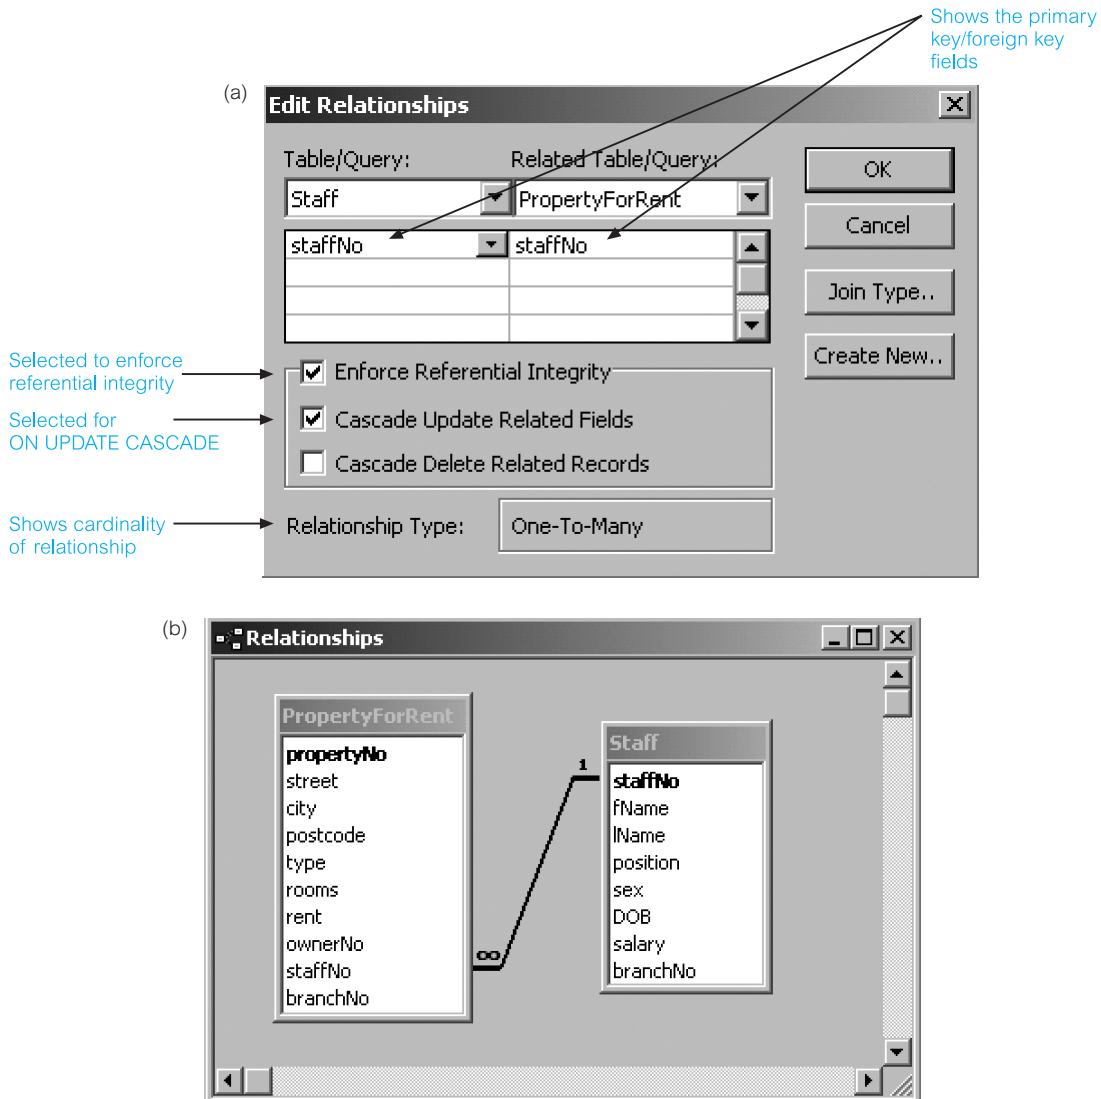 Shows the primary
key/foreign key
fields
(a)
Edit Relationships
Table/Query:
Related Table/Query:
OK
Staff
PropertyForRent
Cancel
staffNo
staffNo
Join Type..
Create New..
Selected to enforce
referential integrity
Enforce Referential Integrity
Selected for
ON UPDATE CASCADE
Cascade Update Related Fields
Cascade Delete Related Records
Shows cardinality
of relationship
Relationship Type:
One-To-Many
(b)
Relationships
PropertyForRent
propertyNo
street
city
postcode
type
rooms
rent
ownerNo
staffNo
branchNo
∞
1
Staff
staffNo
fName
lName
position
sex
DOB
salary
branchNo